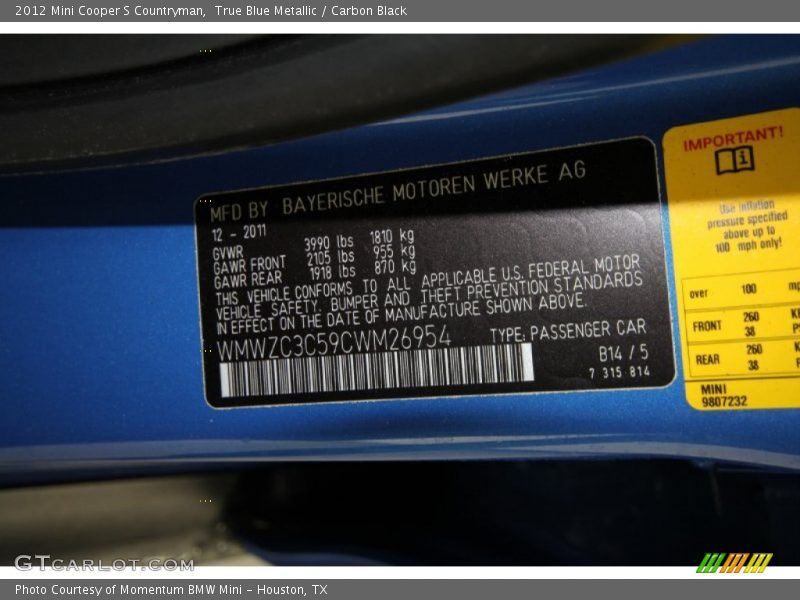 2012 Mini Cooper S Countryman,  True Blue Metallic / Carbon Black
MFD BY BAYERISCHE MOTOREN WERKE AG
12 - 2011
GVWR 3990 lbs 1810 kg
GAWR FRONT 2105 lbs 955 kg
GAWR REAR 1918 lbs 870 kg
THIS VEHICLE CONFORMS TO ALL APPLICABLE U.S. FEDERAL MOTOR
VEHICLE SAFETY, BUMPER AND THEFT PREVENTION STANDARDS
IN EFFECT ON THE DATE OF MANUFACTURE SHOWN ABOVE.
WMWZC3C59CWM26954 TYPE: PASSENGER CAR
B14 / 5
7 315 814
IMPORTANT!
Use inflation
pressure specified
above up to
100 mph only!
over 100
FRONT 260
38
REAR 260
38
MINI
9807232
GTcarlot.com
Photo Courtesy of Momentum BMW Mini - Houston, TX